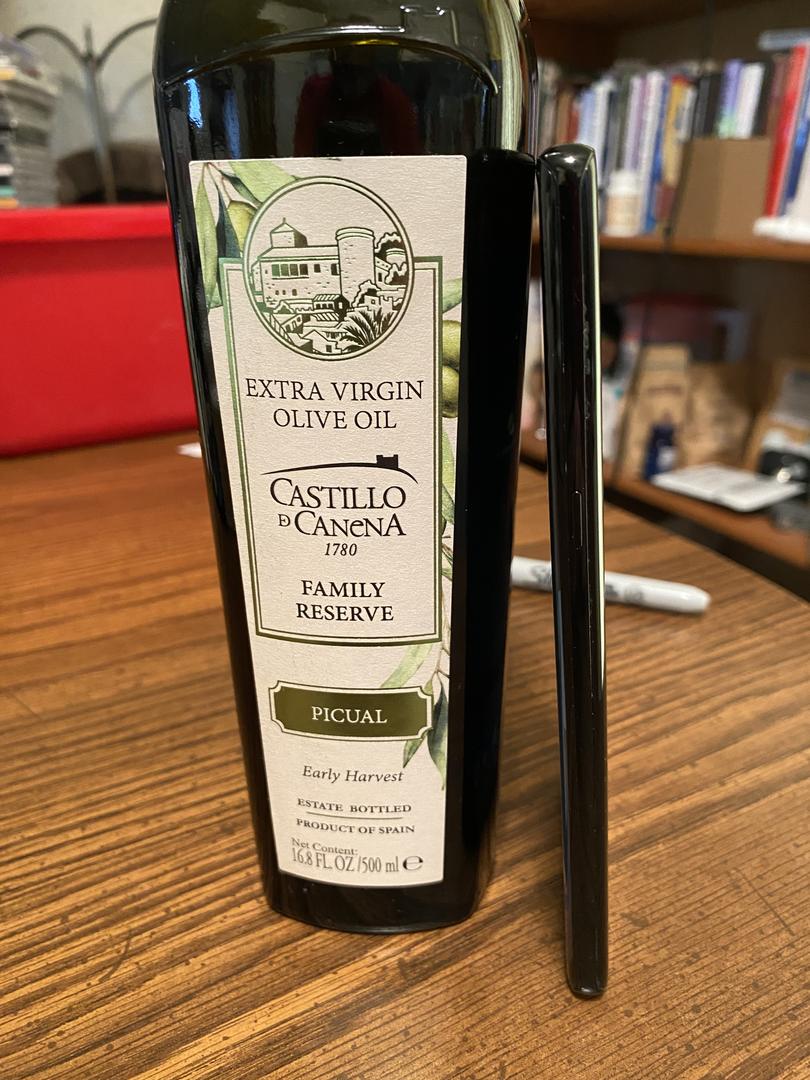 EXTRA VIRGIN
OLIVE OIL
CASTILLO
DE CANENA
1780
FAMILY
RESERVE
PICUAL
Early Harvest
ESTATE BOTTLED
PRODUCT OF SPAIN
Net Content:
16.8 FL. OZ /500 ml ℮